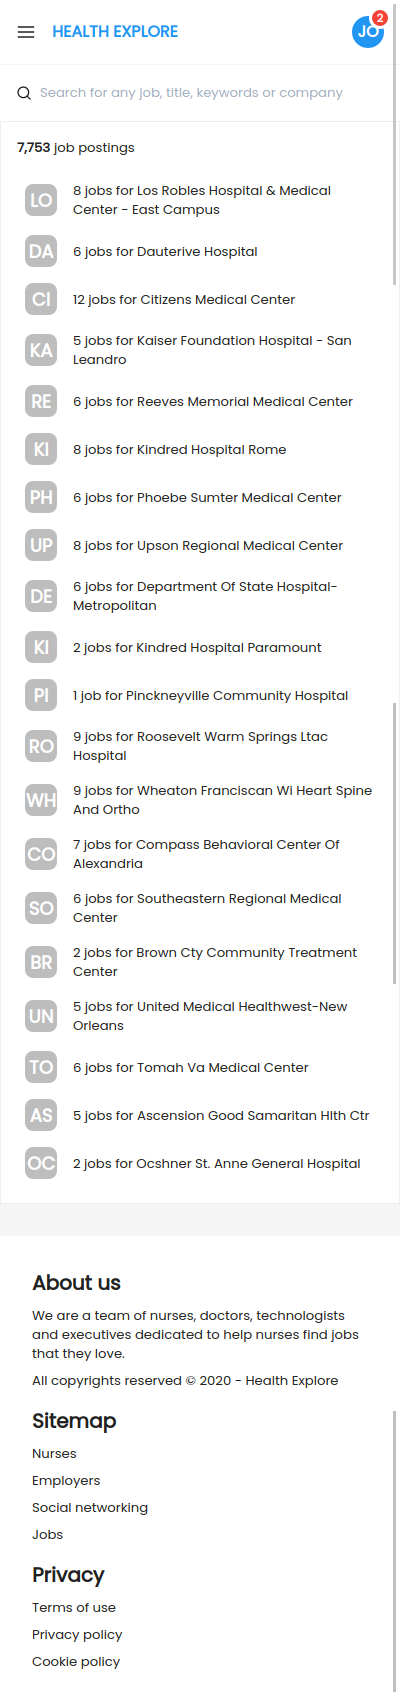 HEALTH EXPLORE
JO
2
Search for any job, title, keywords or company
7,753 job postings
LO
8 jobs for Los Robles Hospital & Medical
Center - East Campus
DA
6 jobs for Dauterive Hospital
CI
12 jobs for Citizens Medical Center
KA
5 jobs for Kaiser Foundation Hospital - San
Leandro
RE
6 jobs for Reeves Memorial Medical Center
KI
8 jobs for Kindred Hospital Rome
PH
6 jobs for Phoebe Sumter Medical Center
UP
8 jobs for Upson Regional Medical Center
DE
6 jobs for Department Of State Hospital-
Metropolitan
KI
2 jobs for Kindred Hospital Paramount
PI
1 job for Pinckneyville Community Hospital
RO
9 jobs for Roosevelt Warm Springs Ltac
Hospital
WH
9 jobs for Wheaton Franciscan Wi Heart Spine
And Ortho
CO
7 jobs for Compass Behavioral Center Of
Alexandria
SO
6 jobs for Southeastern Regional Medical
Center
BR
2 jobs for Brown Cty Community Treatment
Center
UN
5 jobs for United Medical Healthwest-New
Orleans
TO
6 jobs for Tomah Va Medical Center
AS
5 jobs for Ascension Good Samaritan Hlth Ctr
OC
2 jobs for Ocshner St. Anne General Hospital
About us
We are a team of nurses, doctors, technologists
and executives dedicated to help nurses find jobs
that they love.
All copyrights reserved © 2020 - Health Explore
Sitemap
Nurses
Employers
Social networking
Jobs
Privacy
Terms of use
Privacy policy
Cookie policy